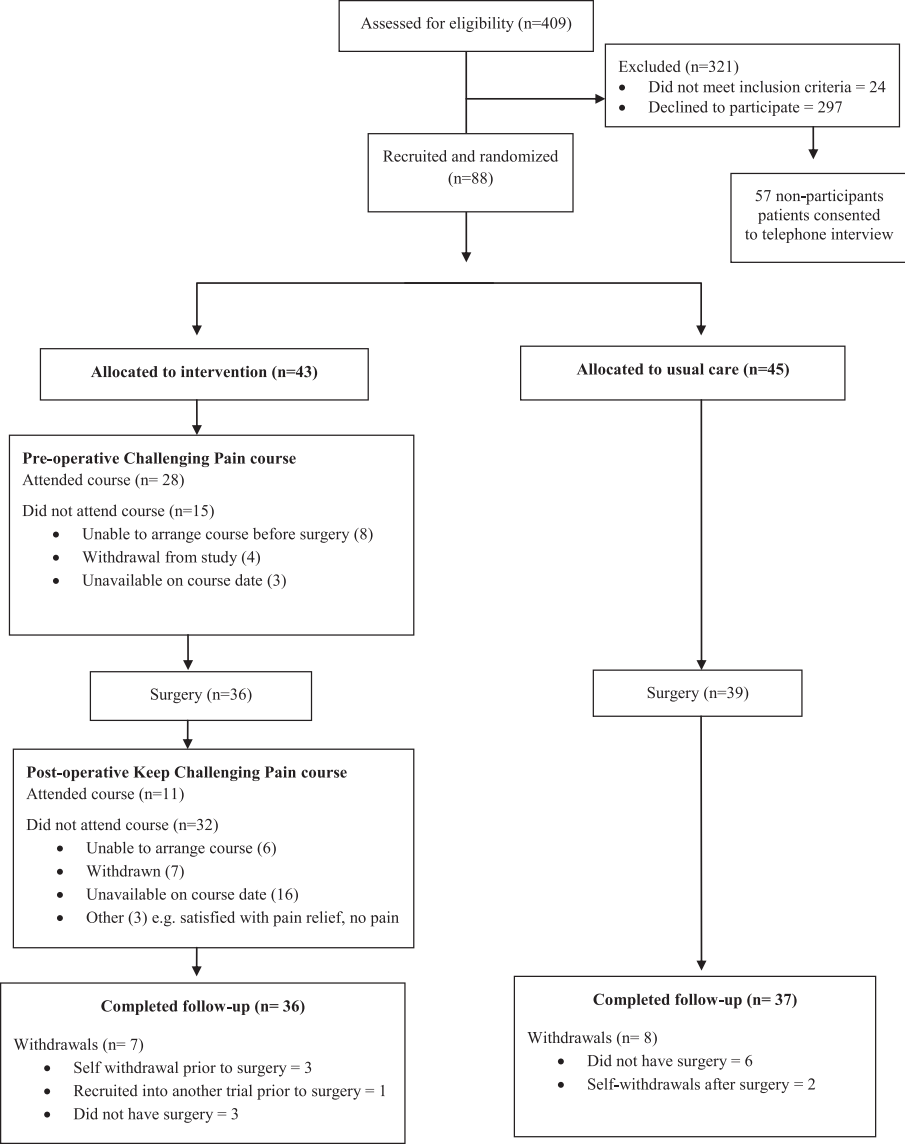 Assessed for eligibility (n=409)
Excluded (n=321)
• Did not meet inclusion criteria = 24
• Declined to participate = 297
Recruited and randomized
(n=88)
57 non-participants
patients consented
to telephone interview
Allocated to intervention (n=43)
Allocated to usual care (n=45)
Pre-operative Challenging Pain course
Attended course (n= 28)
Did not attend course (n=15)
• Unable to arrange course before surgery (8)
• Withdrawal from study (4)
• Unavailable on course date (3)
Surgery (n=36)
Surgery (n=39)
Post-operative Keep Challenging Pain course
Attended course (n=11)
Did not attend course (n=32)
• Unable to arrange course (6)
• Withdrawn (7)
• Unavailable on course date (16)
• Other (3) e.g. satisfied with pain relief, no pain
Completed follow-up (n= 36)
Withdrawals (n= 7)
• Self withdrawal prior to surgery = 3
• Recruited into another trial prior to surgery = 1
• Did not have surgery = 3
Completed follow-up (n= 37)
Withdrawals (n= 8)
• Did not have surgery = 6
• Self-withdrawals after surgery = 2